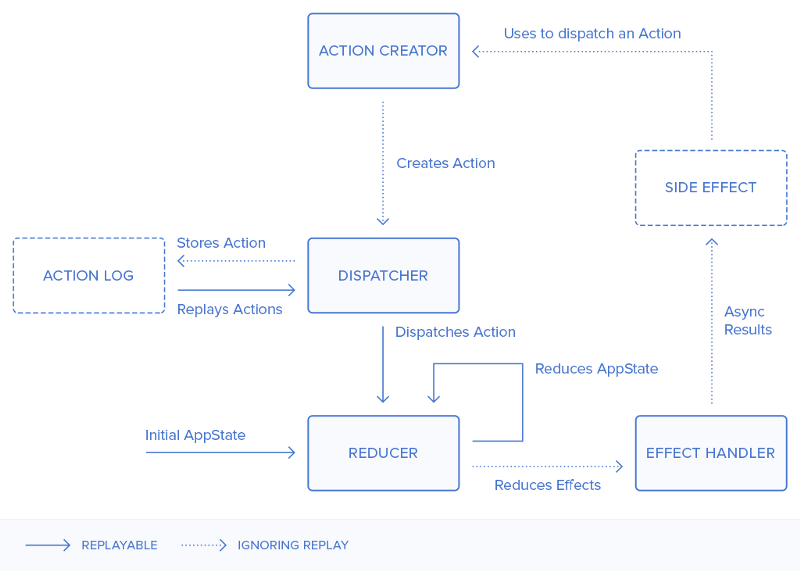 Uses to dispatch an Action
ACTION CREATOR
Creates Action
SIDE EFFECT
Stores Action
ACTION LOG
DISPATCHER
Replays Actions
Async
Results
Dispatches Action
Reduces AppState
Initial AppState
REDUCER
EFFECT HANDLER
Reduces Effects
REPLAYABLE
IGNORING REPLAY